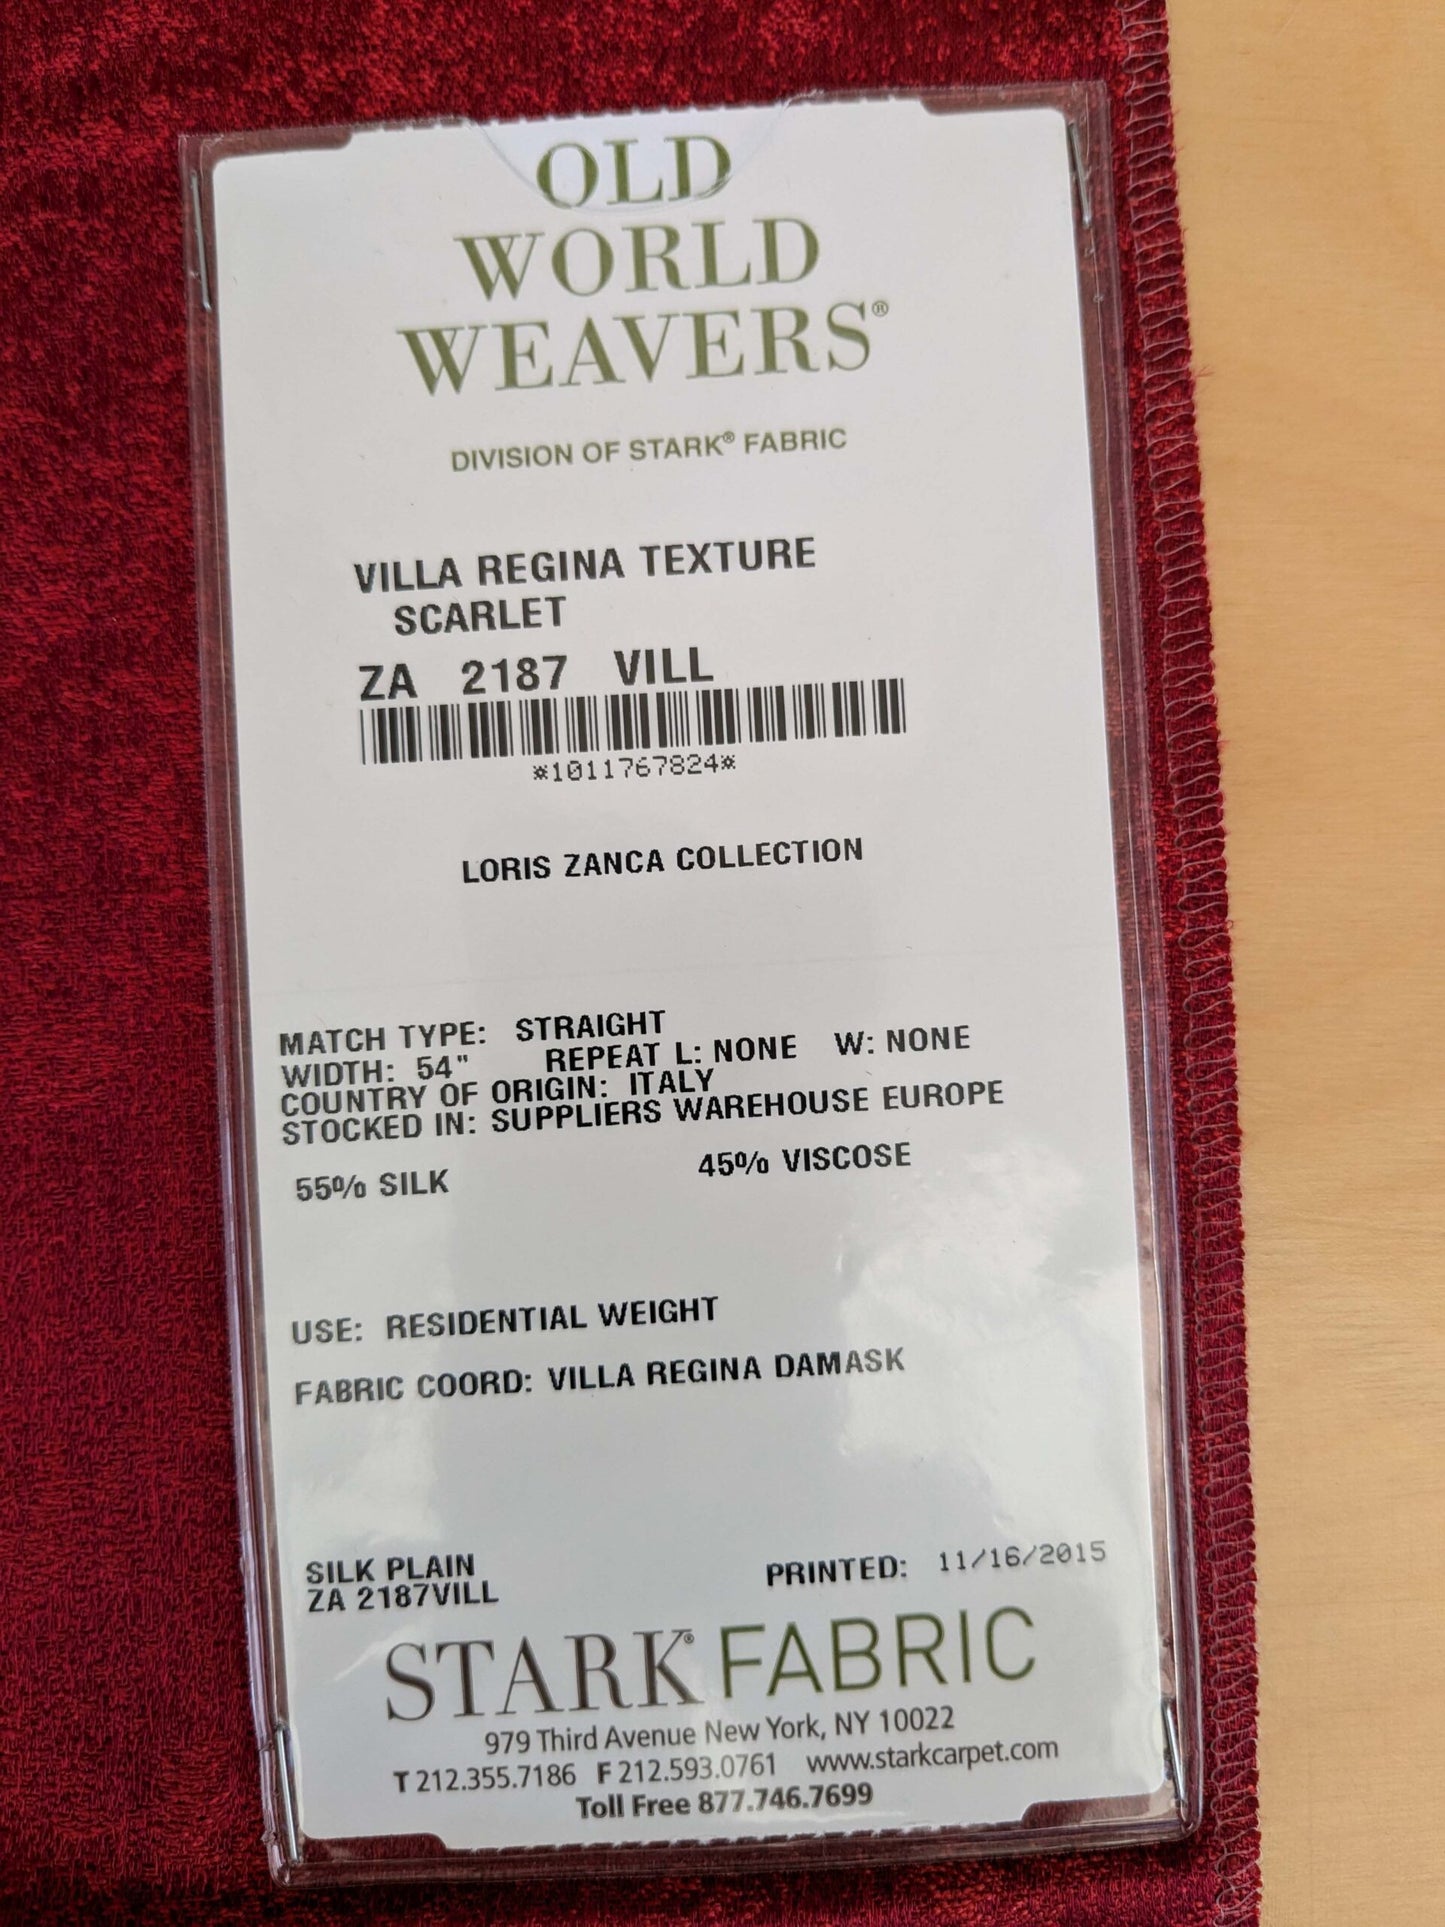 OLD
WORLD
WEAVERS®
DIVISION OF STARK® FABRIC
VILLA REGINA TEXTURE
SCARLET
ZA 2187 VILL
*1011767824*
LORIS ZANCA COLLECTION
MATCH TYPE: STRAIGHT
WIDTH: 54" REPEAT L: NONE W: NONE
COUNTRY OF ORIGIN: ITALY
STOCKED IN: SUPPLIERS WAREHOUSE EUROPE
55% SILK 45% VISCOSE
USE: RESIDENTIAL WEIGHT
FABRIC COORD: VILLA REGINA DAMASK
SILK PLAIN
ZA 2187VILL PRINTED: 11/16/2015
STARK® FABRIC
979 Third Avenue New York, NY 10022
T 212.355.7186 F 212.593.0761 www.starkcarpet.com
Toll Free 877.746.7699